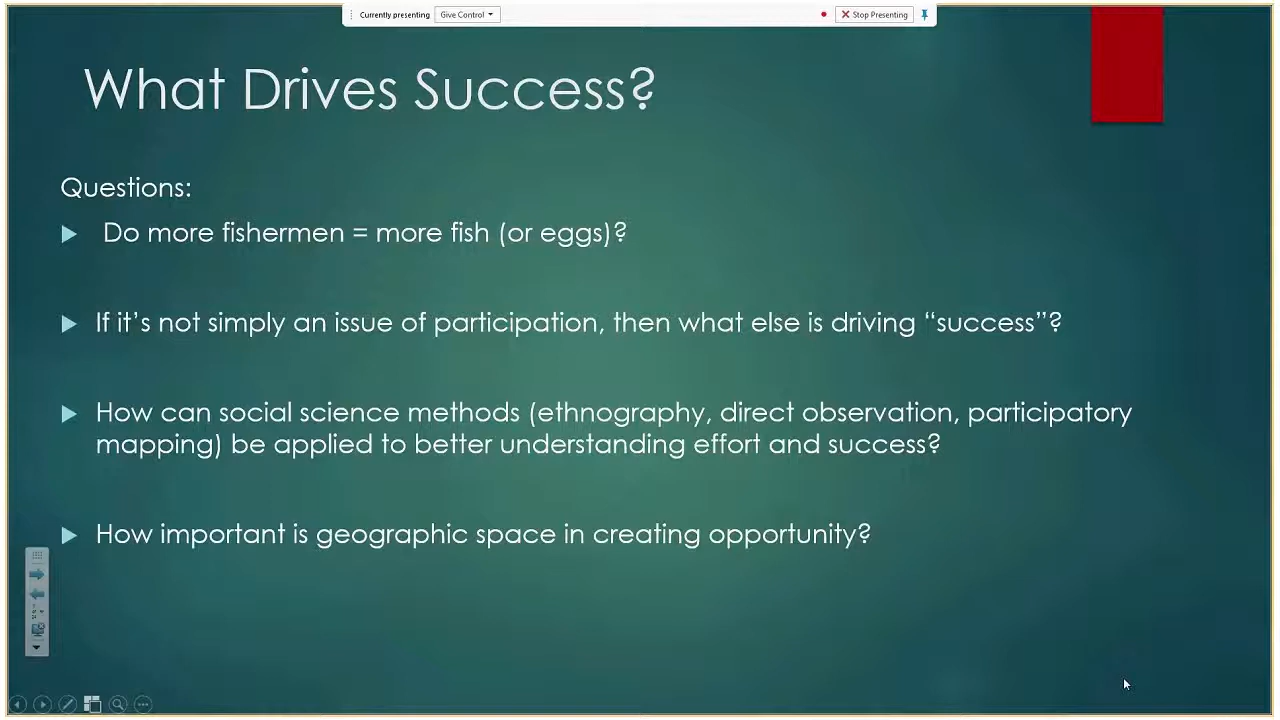 Currently presenting Give Control Stop Presenting
What Drives Success?
Questions:
Do more fishermen = more fish (or eggs)?
If it’s not simply an issue of participation, then what else is driving “success”?
How can social science methods (ethnography, direct observation, participatory
mapping) be applied to better understanding effort and success?
How important is geographic space in creating opportunity?